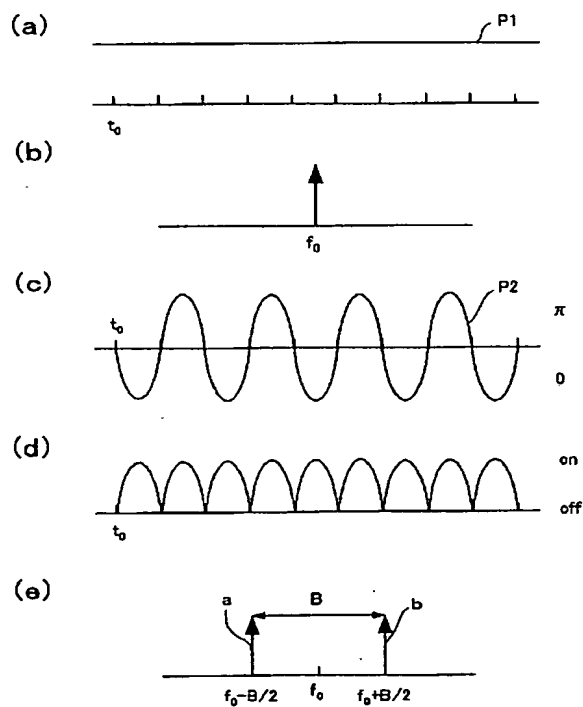 (a)
P1
t₀
(b)
f₀
(c)
P2
t₀
π
0
(d)
on
off
t₀
(e)
a
B
b
f₀-B/2
f₀
f₀+B/2